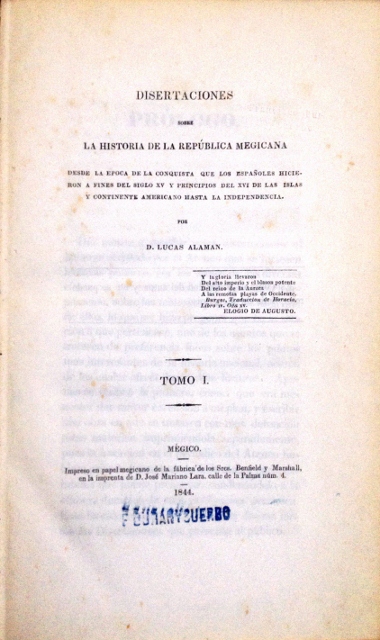 DISERTACIONES
SOBRE
LA HISTORIA DE LA REPÚBLICA MEGICANA
DESDE LA EPOCA DE LA CONQUISTA QUE LOS ESPAÑOLES HICIE-
RON A FINES DEL SIGLO XV Y PRINCIPIOS DEL XVI DE LAS ISLAS
Y CONTINENTE AMERICANO HASTA LA INDEPENDENCIA.
POR
D. LUCAS ALAMAN.
Y la gloria llevaron
Del alto imperio y el blason potente
Del reino de la Aurora
A las remotas playas de Occidente.
Burgos, Traduccion de Horacio,
Libro Oda
ELOGIO DE AUGUSTO.
TOMO I.
MÉGICO.
Impreso en papel megicano de la fábrica de los Sres. Benfield y Marshall,
en la imprenta de D. José Mariano Lara, calle de la Palma núm. 4.
1844.